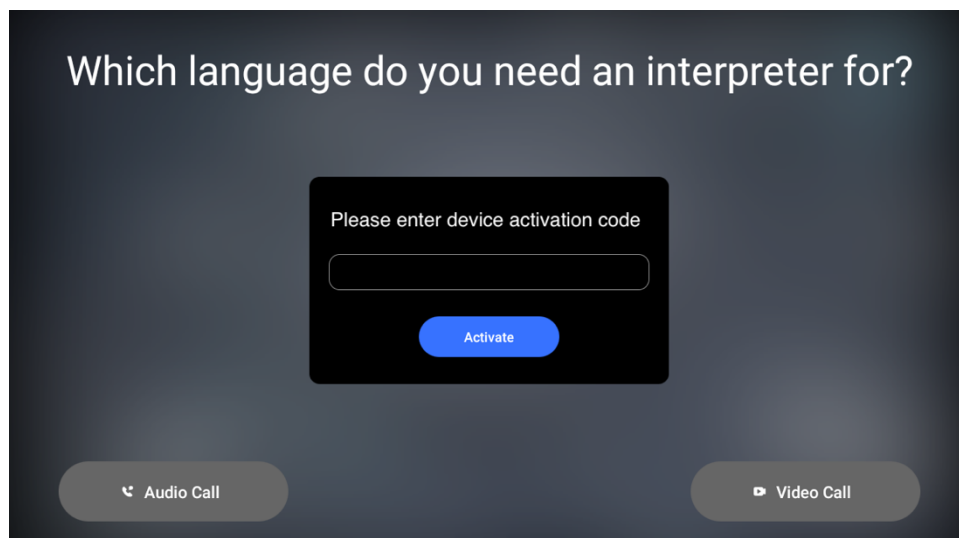 Which language do you need an interpreter for?
Please enter device activation code
Activate
Audio Call
Video Call